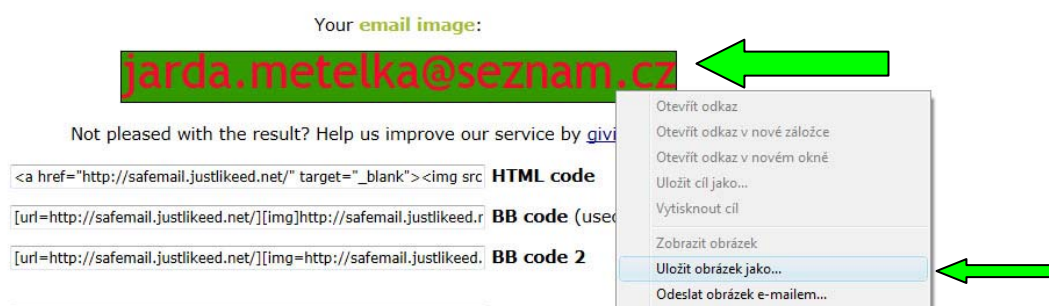 Your email image:
jarda.metelka@seznam.cz
Not pleased with the result? Help us improve our service by givi
<a href="http://safemail.justlikeed.net/" target="_blank"><img src HTML code
[url=http://safemail.justlikeed.net/][img]http://safemail.justlikeed.r BB code (used
[url=http://safemail.justlikeed.net/][img=http://safemail.justlikeed. BB code 2
Otevřít odkaz
Otevřít odkaz v nové záložce
Otevřít odkaz v novém okně
Uložit cíl jako...
Vytisknout cíl
Zobrazit obrázek
Uložit obrázek jako...
Odeslat obrázek e-mailem...